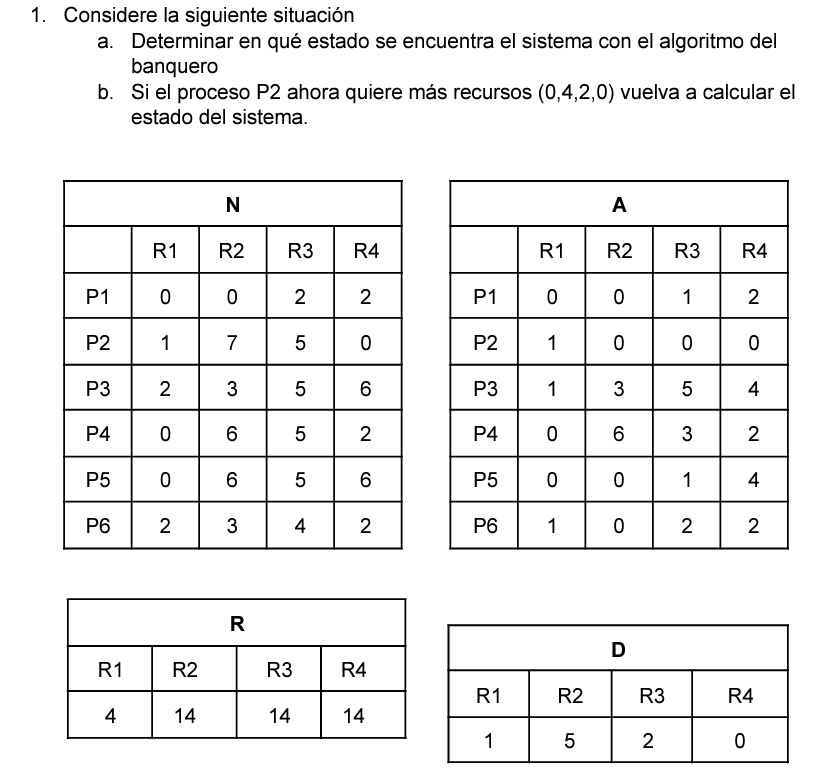 1. Considere la siguiente situación
a. Determinar en qué estado se encuentra el sistema con el algoritmo del
banquero
b. Si el proceso P2 ahora quiere más recursos (0,4,2,0) vuelva a calcular el
estado del sistema.
N
R1 R2 R3 R4
P1 0 0 2 2
P2 1 7 5 0
P3 2 3 5 6
P4 0 6 5 2
P5 0 6 5 6
P6 2 3 4 2
A
R1 R2 R3 R4
P1 0 0 1 2
P2 1 0 0 0
P3 1 3 5 4
P4 0 6 3 2
P5 0 0 1 4
P6 1 0 2 2
R
R1 R2 R3 R4
4 14 14 14
D
R1 R2 R3 R4
1 5 2 0